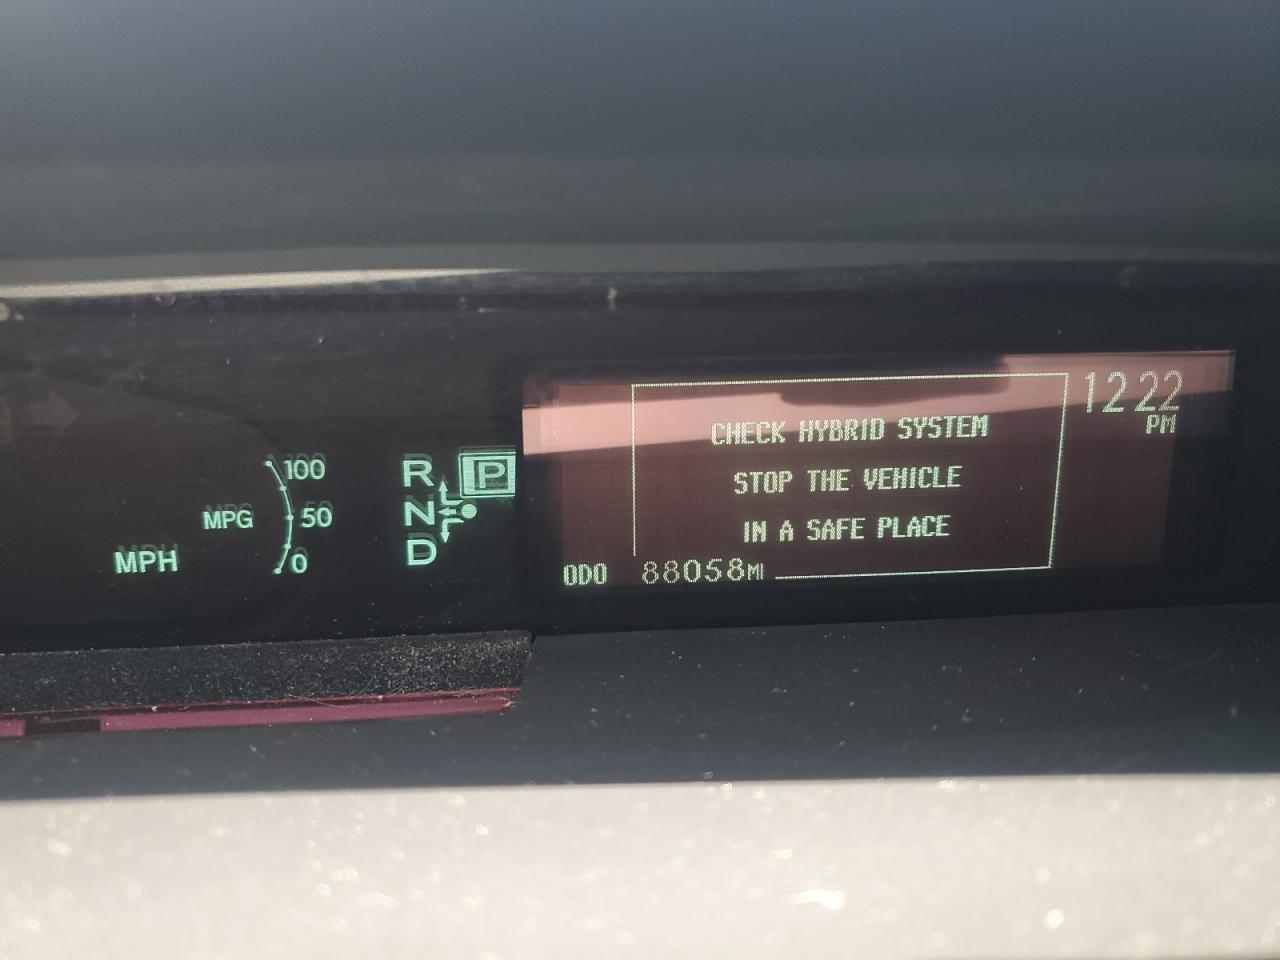 100
MPG 50
MPH 0
R P
N
D
CHECK HYBRID SYSTEM
STOP THE VEHICLE
IN A SAFE PLACE
ODO 88058MI
12 22
PM